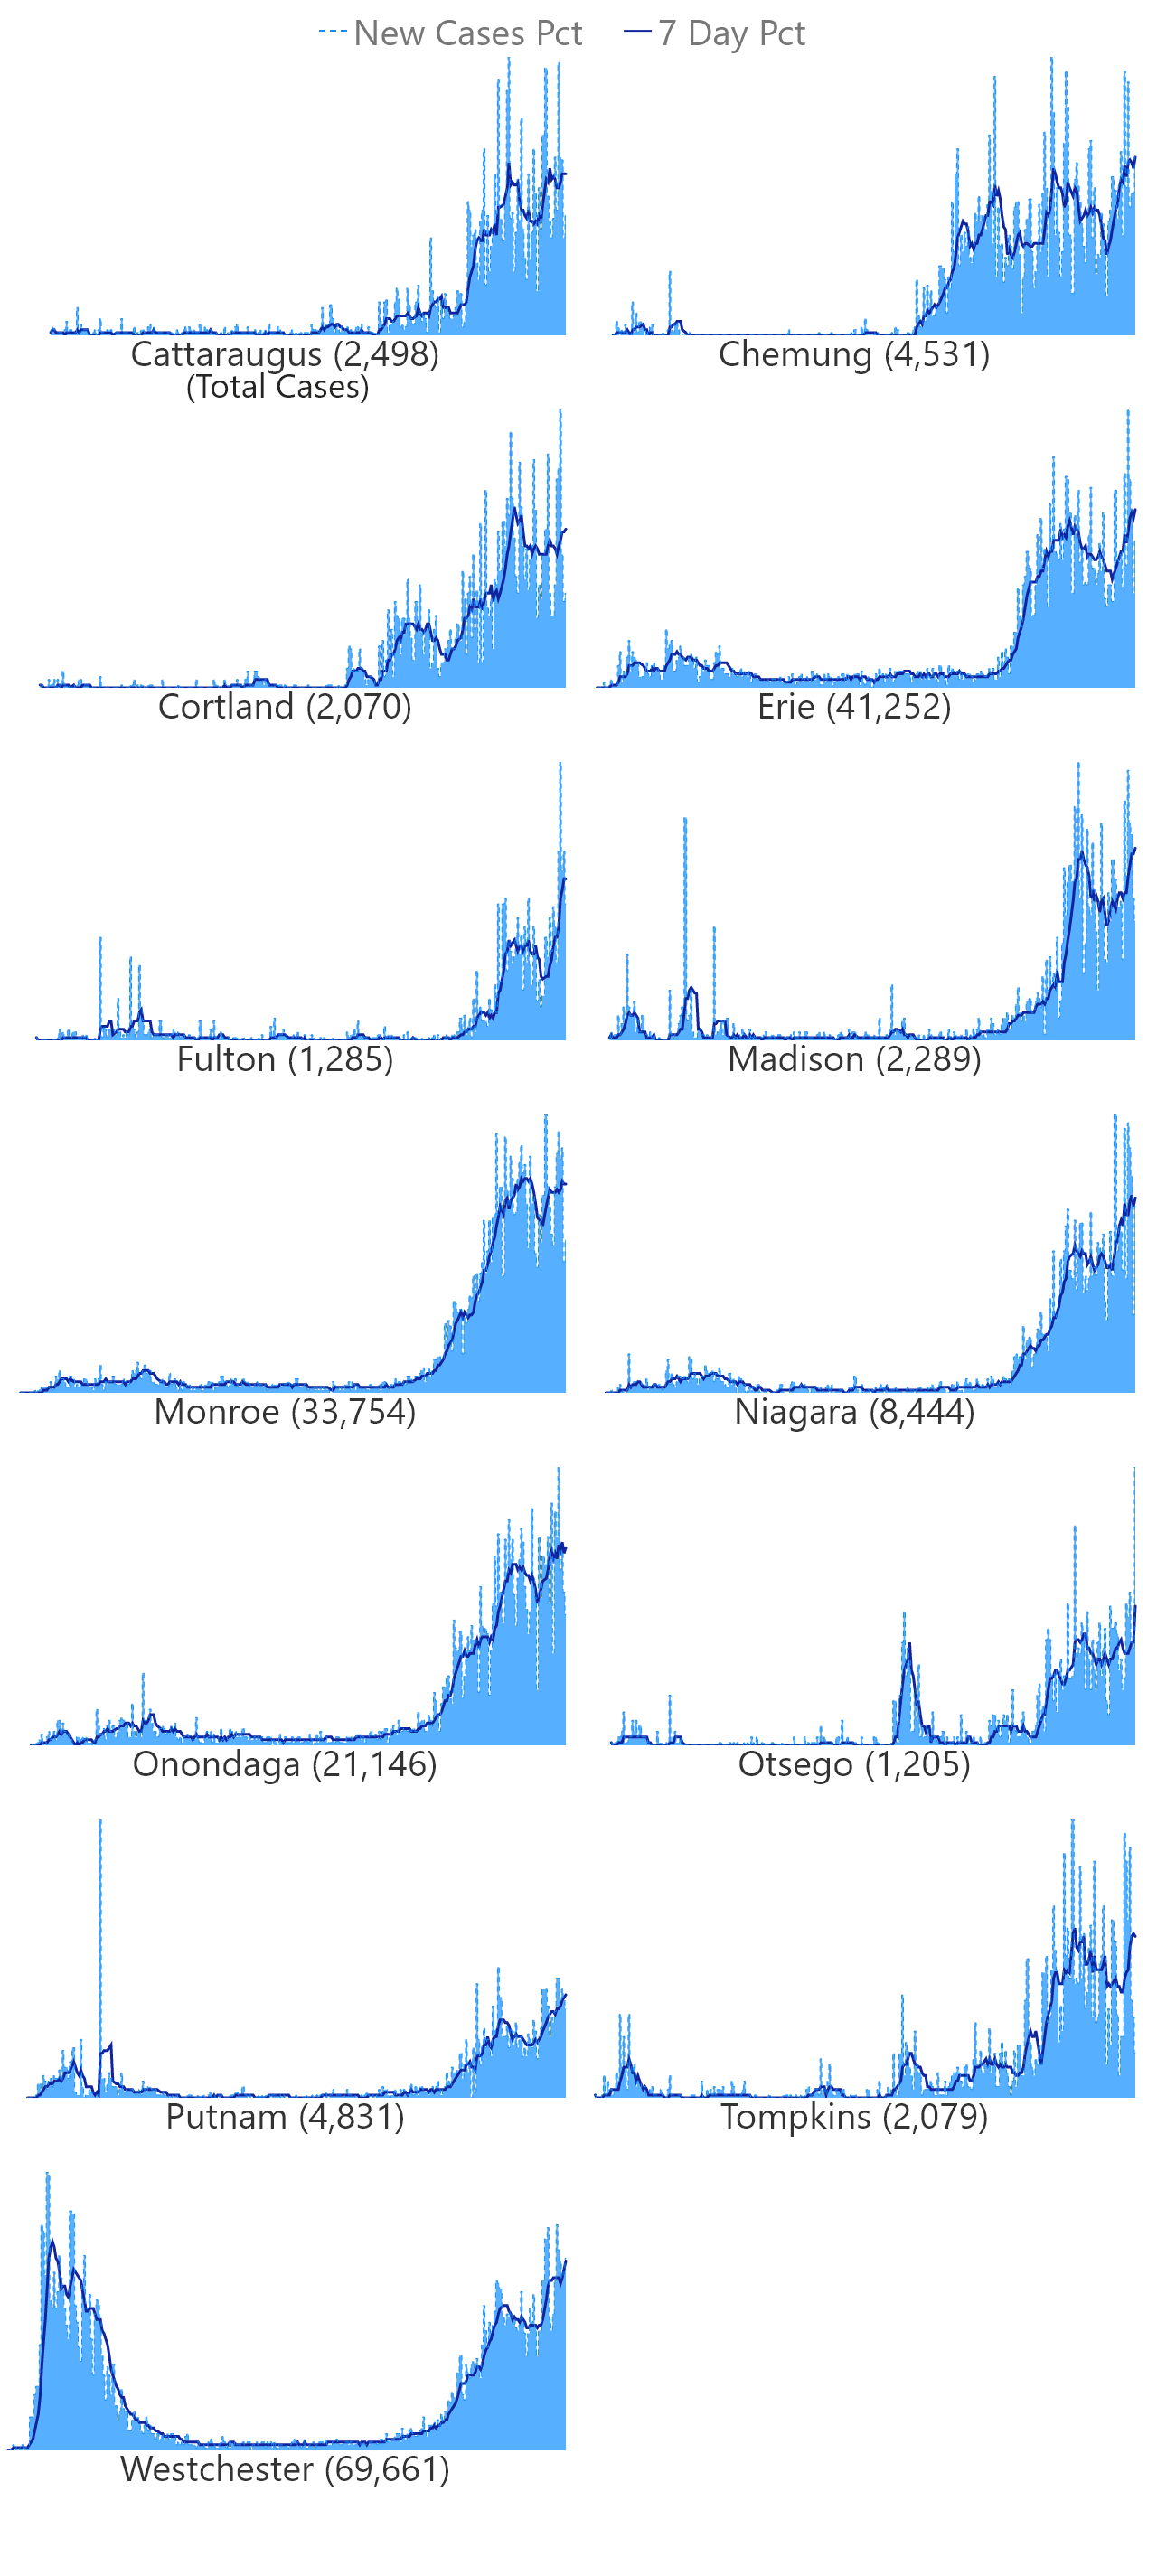 New Cases Pct 7 Day Pct
Cattaraugus (2,498) Chemung (4,531)
(Total Cases)
Cortland (2,070) Erie (41,252)
Fulton (1,285) Madison (2,289)
Monroe (33,754) Niagara (8,444)
Onondaga (21,146) Otsego (1,205)
Putnam (4,831) Tompkins (2,079)
Westchester (69,661)